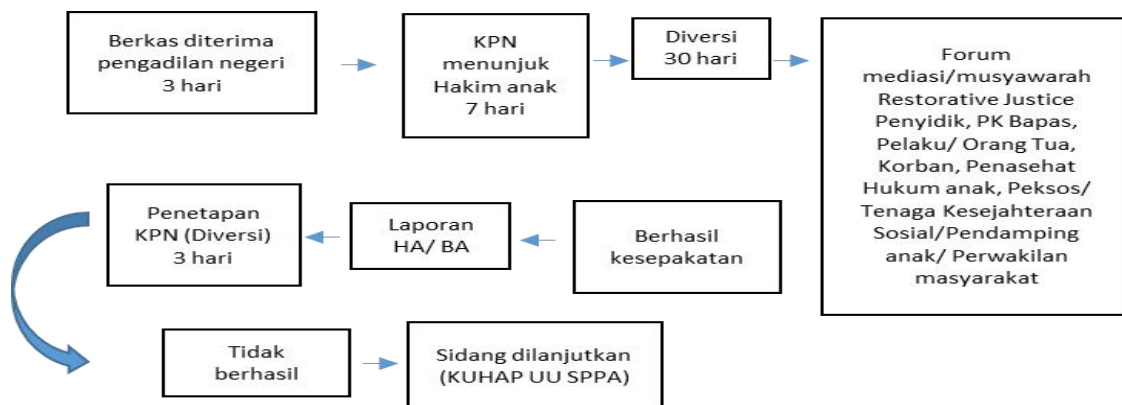 Berkas diterima
pengadilan negeri
3 hari
KPN
menunjuk
Hakim anak
7 hari
Diversi
30 hari
Forum
mediasi/musyawarah
Restorative Justice
Penyidik, PK Bapas,
Pelaku/ Orang Tua,
Korban, Penasehat
Hukum anak, Peksos/
Tenaga Kesejahteraan
Sosial/Pendamping
anak/ Perwakilan
masyarakat
Penetapan
KPN (Diversi)
3 hari
Laporan
HA/ BA
Berhasil
kesepakatan
Tidak
berhasil
Sidang dilanjutkan
(KUHAP UU SPPA)